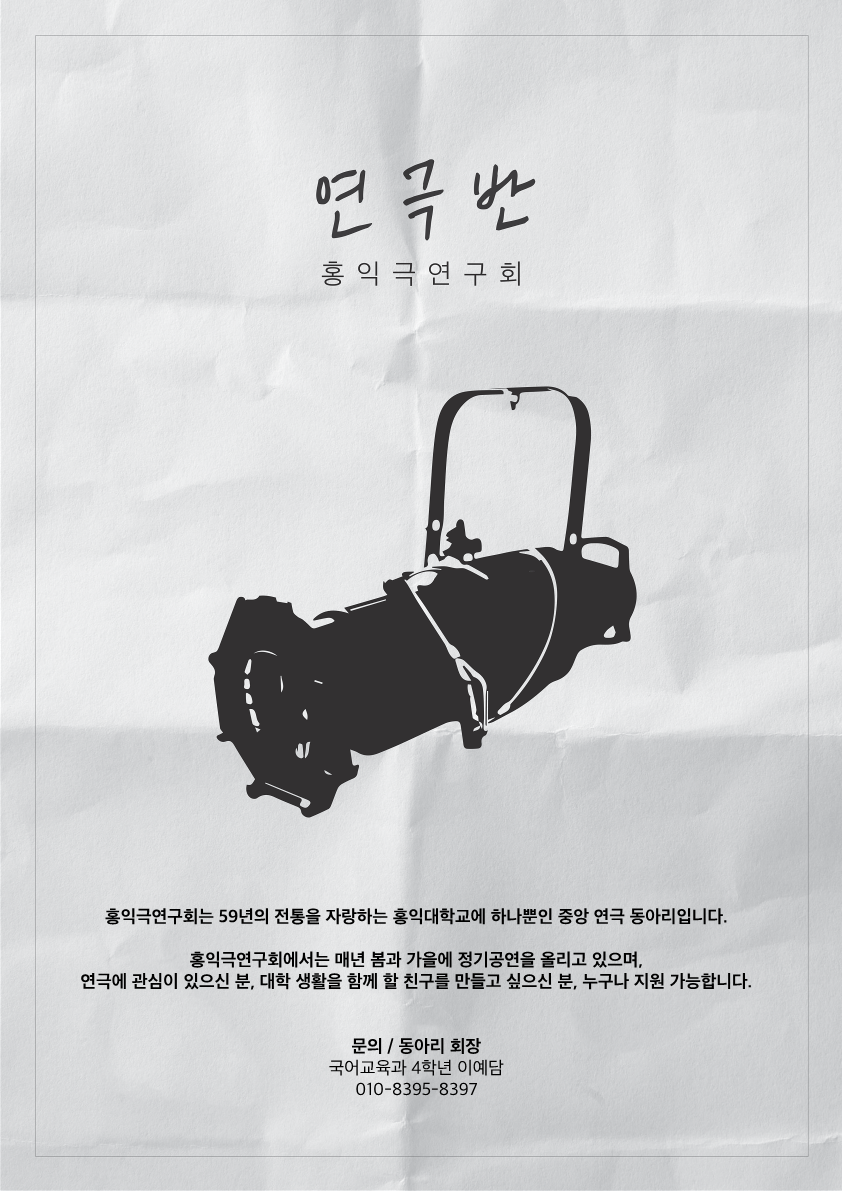 연극반
홍익극연구회
홍익극연구회는 59년의 전통을 자랑하는 홍익대학교에 하나뿐인 중앙 연극 동아리입니다.
홍익극연구회에서는 매년 봄과 가을에 정기공연을 올리고 있으며,
연극에 관심이 있으신 분, 대학 생활을 함께 할 친구를 만들고 싶으신 분, 누구나 지원 가능합니다.
문의 / 동아리 회장
국어교육과 4학년 이예담
010-8395-8397